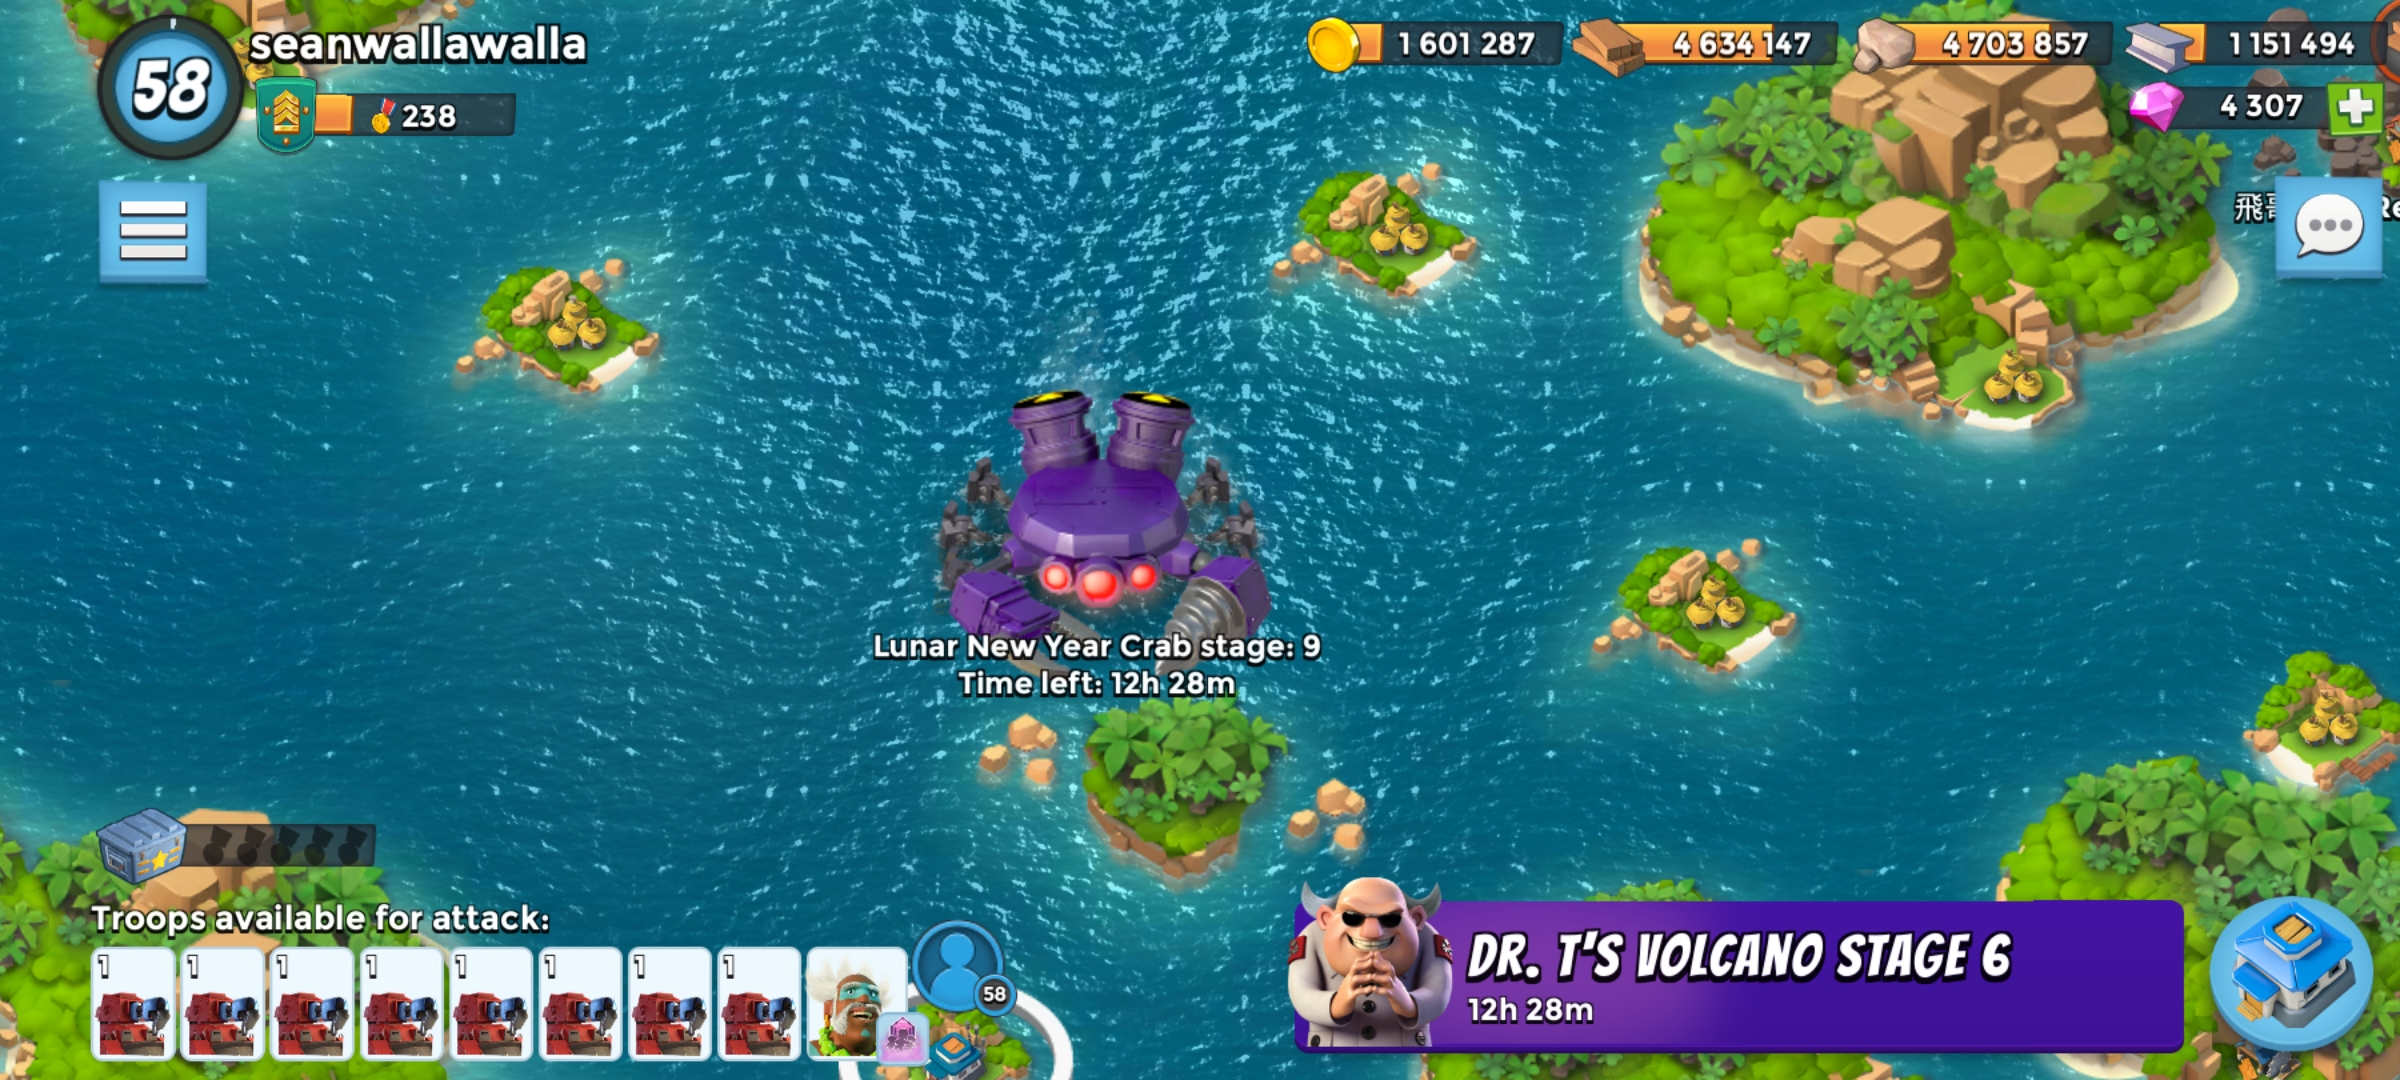 58
seanwallawalla
238
1 601 287
4 634 147
4 703 857
1 151 494
4 307
Lunar New Year Crab stage: 9
Time left: 12h 28m
Troops available for attack:
1 1 1 1 1 1 1 1
58
DR. T'S VOLCANO STAGE 6
12h 28m